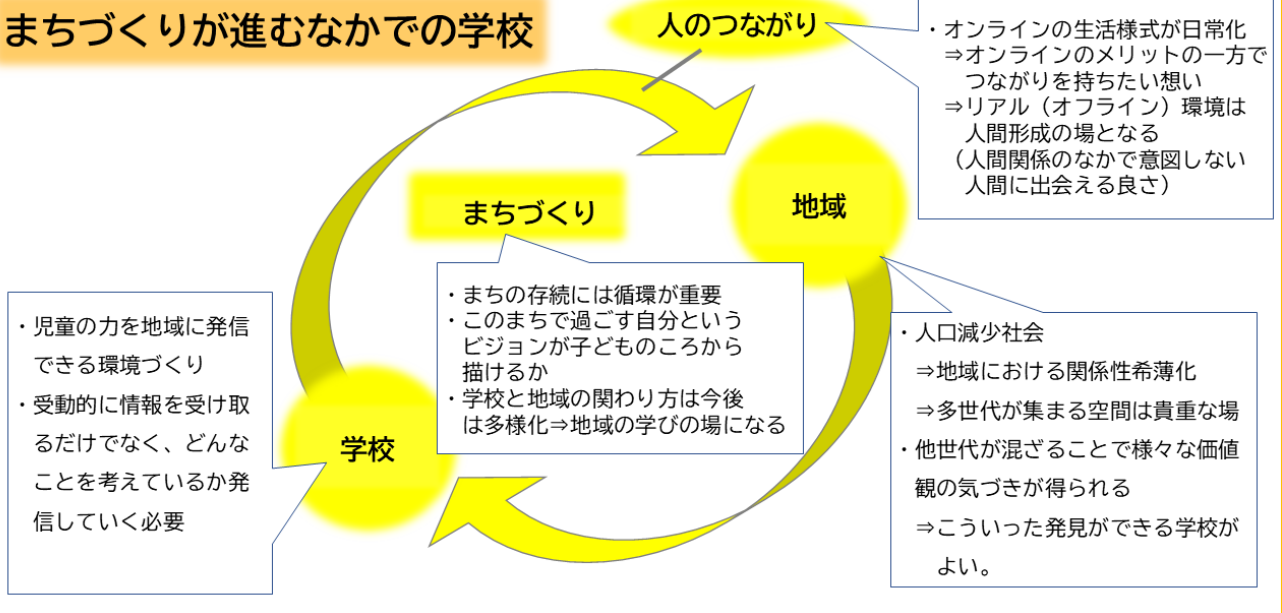 まちづくりが進むなかでの学校
人のつながり
・オンラインの生活様式が日常化
⇒オンラインのメリットの一方で
つながりを持ちたい想い
⇒リアル（オフライン）環境は
人間形成の場となる
（人間関係のなかで意図しない
人間に出会える良さ）
地域
まちづくり
・まちの存続には循環が重要
・このまちで過ごす自分という
ビジョンが子どものころから
描けるか
・学校と地域の関わり方は今後
は多様化⇒地域の学びの場になる
・児童の力を地域に発信
できる環境づくり
・受動的に情報を受け取
るだけでなく、どんな
ことを考えているか発
信していく必要
学校
・人口減少社会
⇒地域における関係性希薄化
⇒多世代が集まる空間は貴重な場
・他世代が混ざることで様々な価値
観の気づきが得られる
⇒こういった発見ができる学校が
よい。